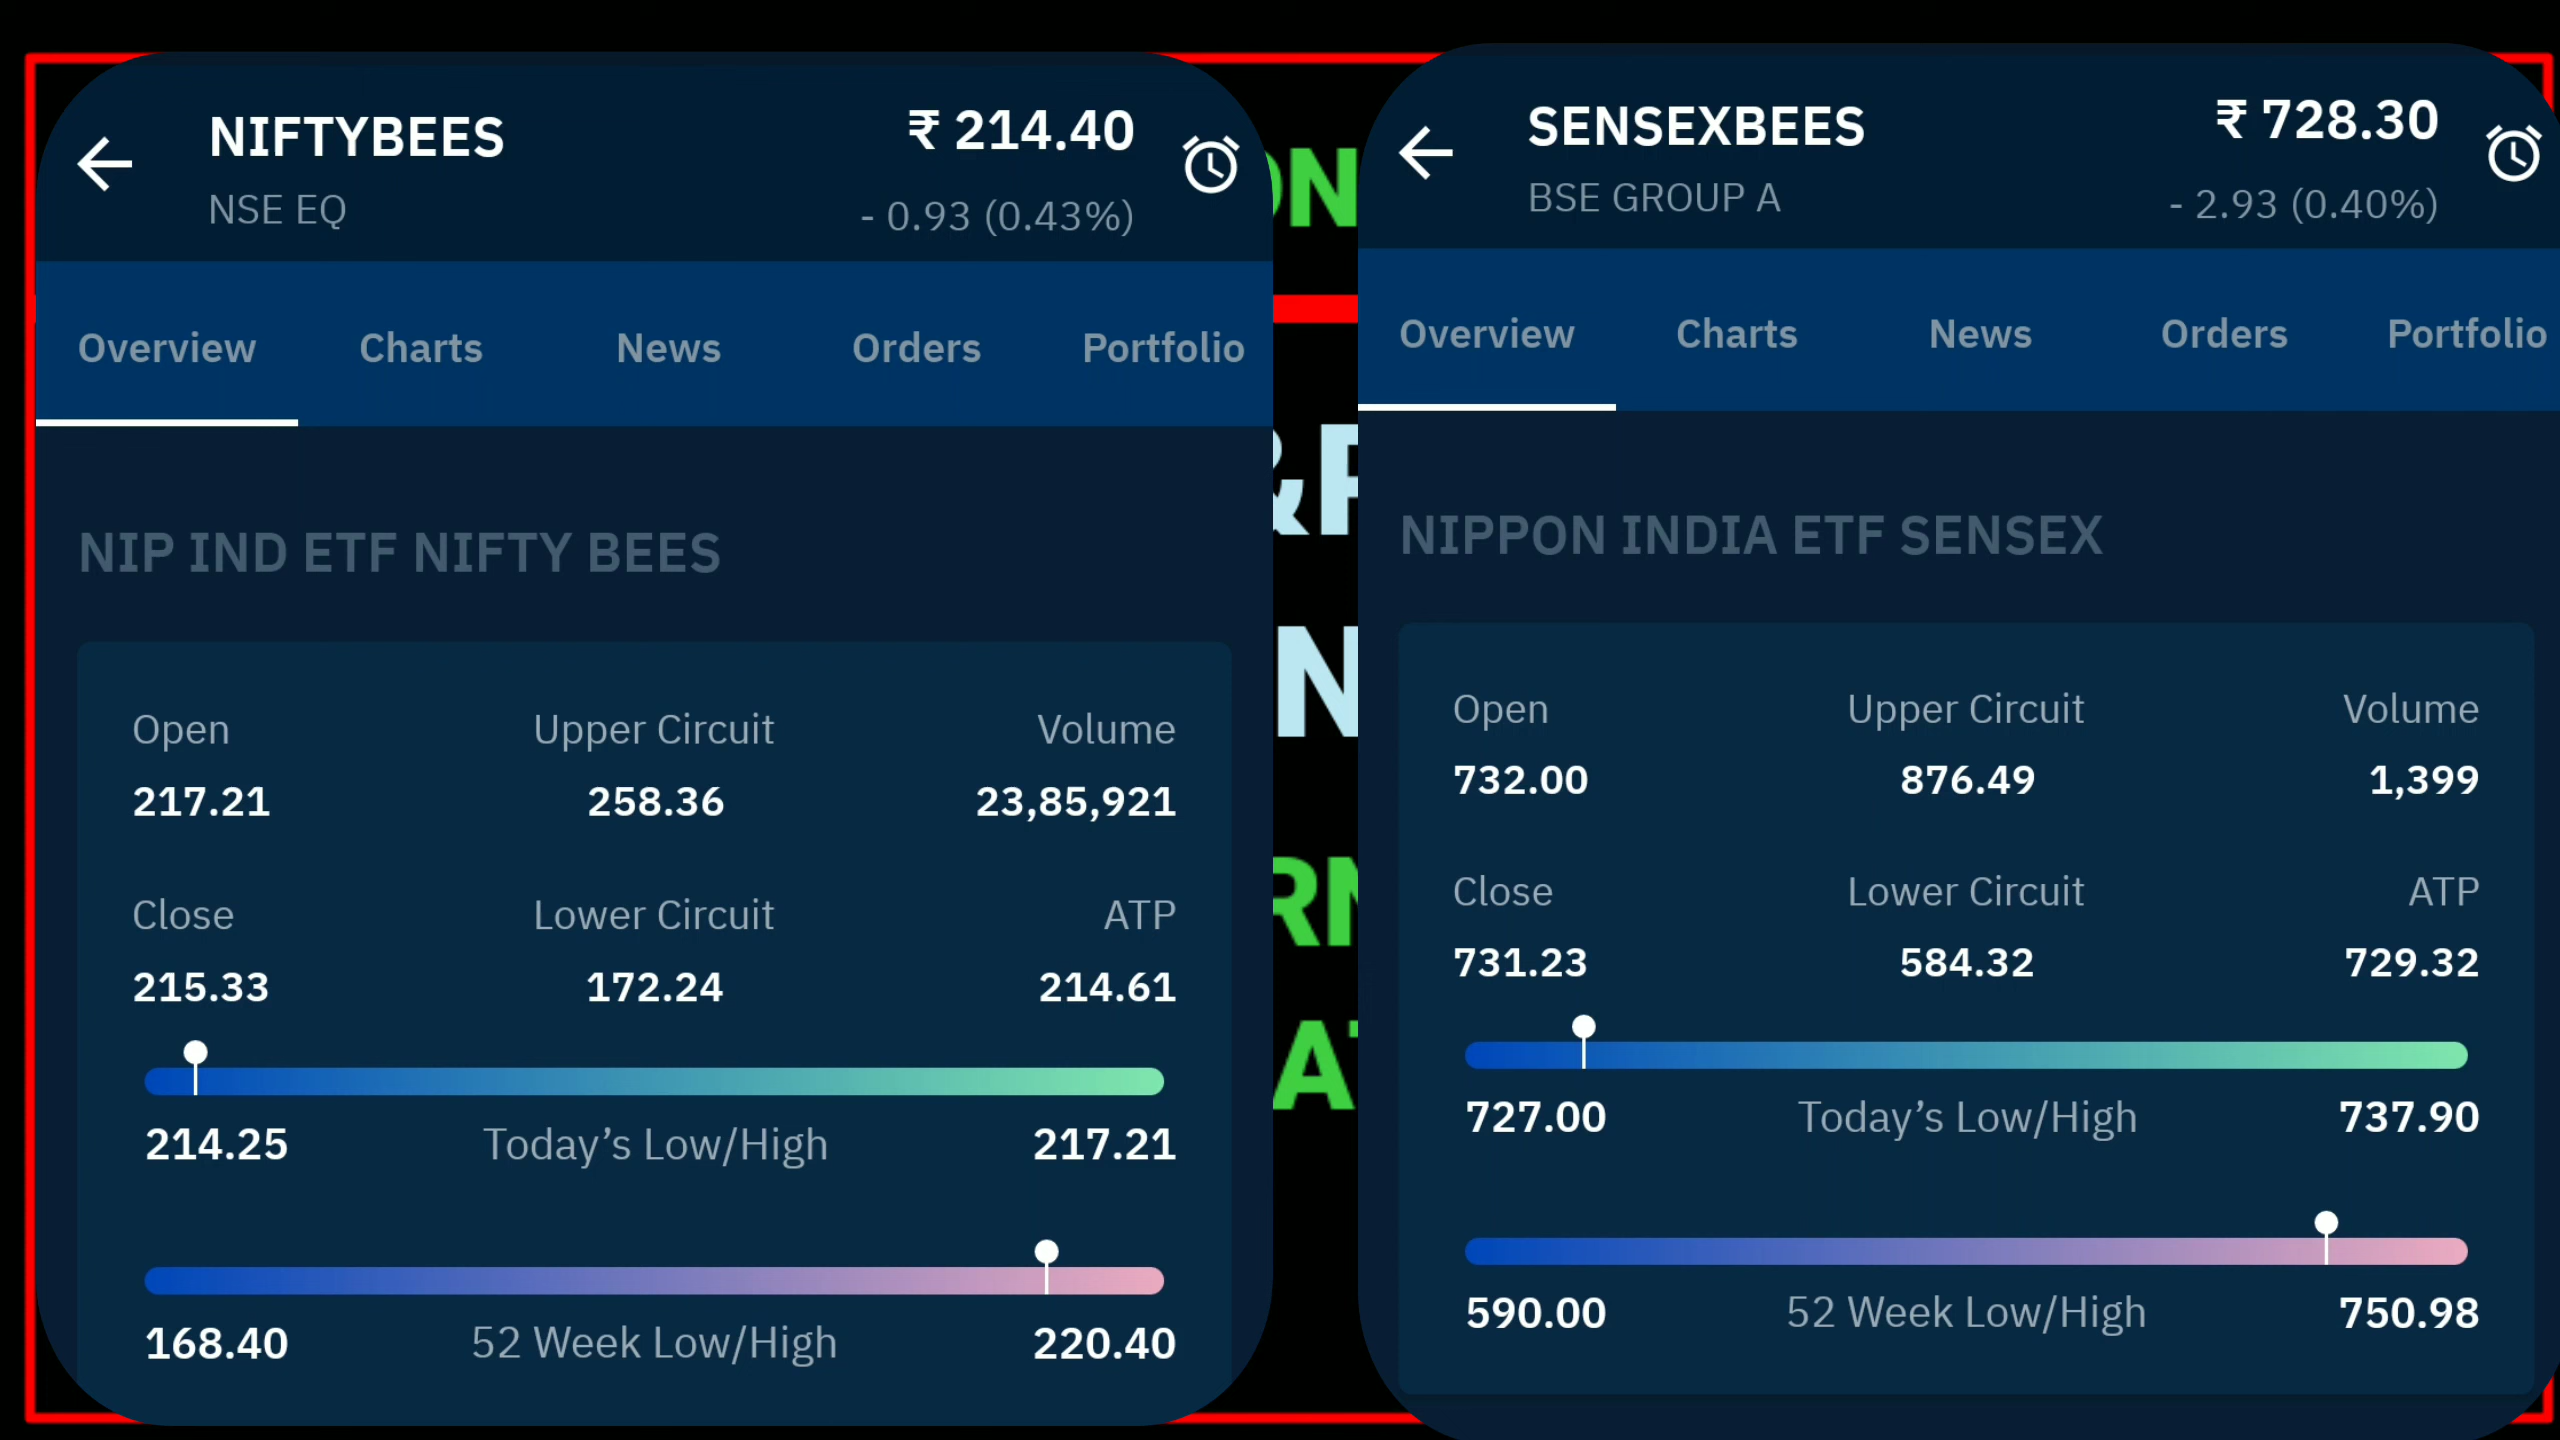 NIFTYBEES
₹ 214.40
NSE EQ
- 0.93 (0.43%)
Overview Charts News Orders Portfolio
NIP IND ETF NIFTY BEES
Open Upper Circuit Volume
217.21 258.36 23,85,921
Close Lower Circuit ATP
215.33 172.24 214.61
214.25 Today’s Low/High 217.21
168.40 52 Week Low/High 220.40
SENSEXBEES
₹ 728.30
BSE GROUP A
- 2.93 (0.40%)
Overview Charts News Orders Portfolio
NIPPON INDIA ETF SENSEX
Open Upper Circuit Volume
732.00 876.49 1,399
Close Lower Circuit ATP
731.23 584.32 729.32
727.00 Today’s Low/High 737.90
590.00 52 Week Low/High 750.98